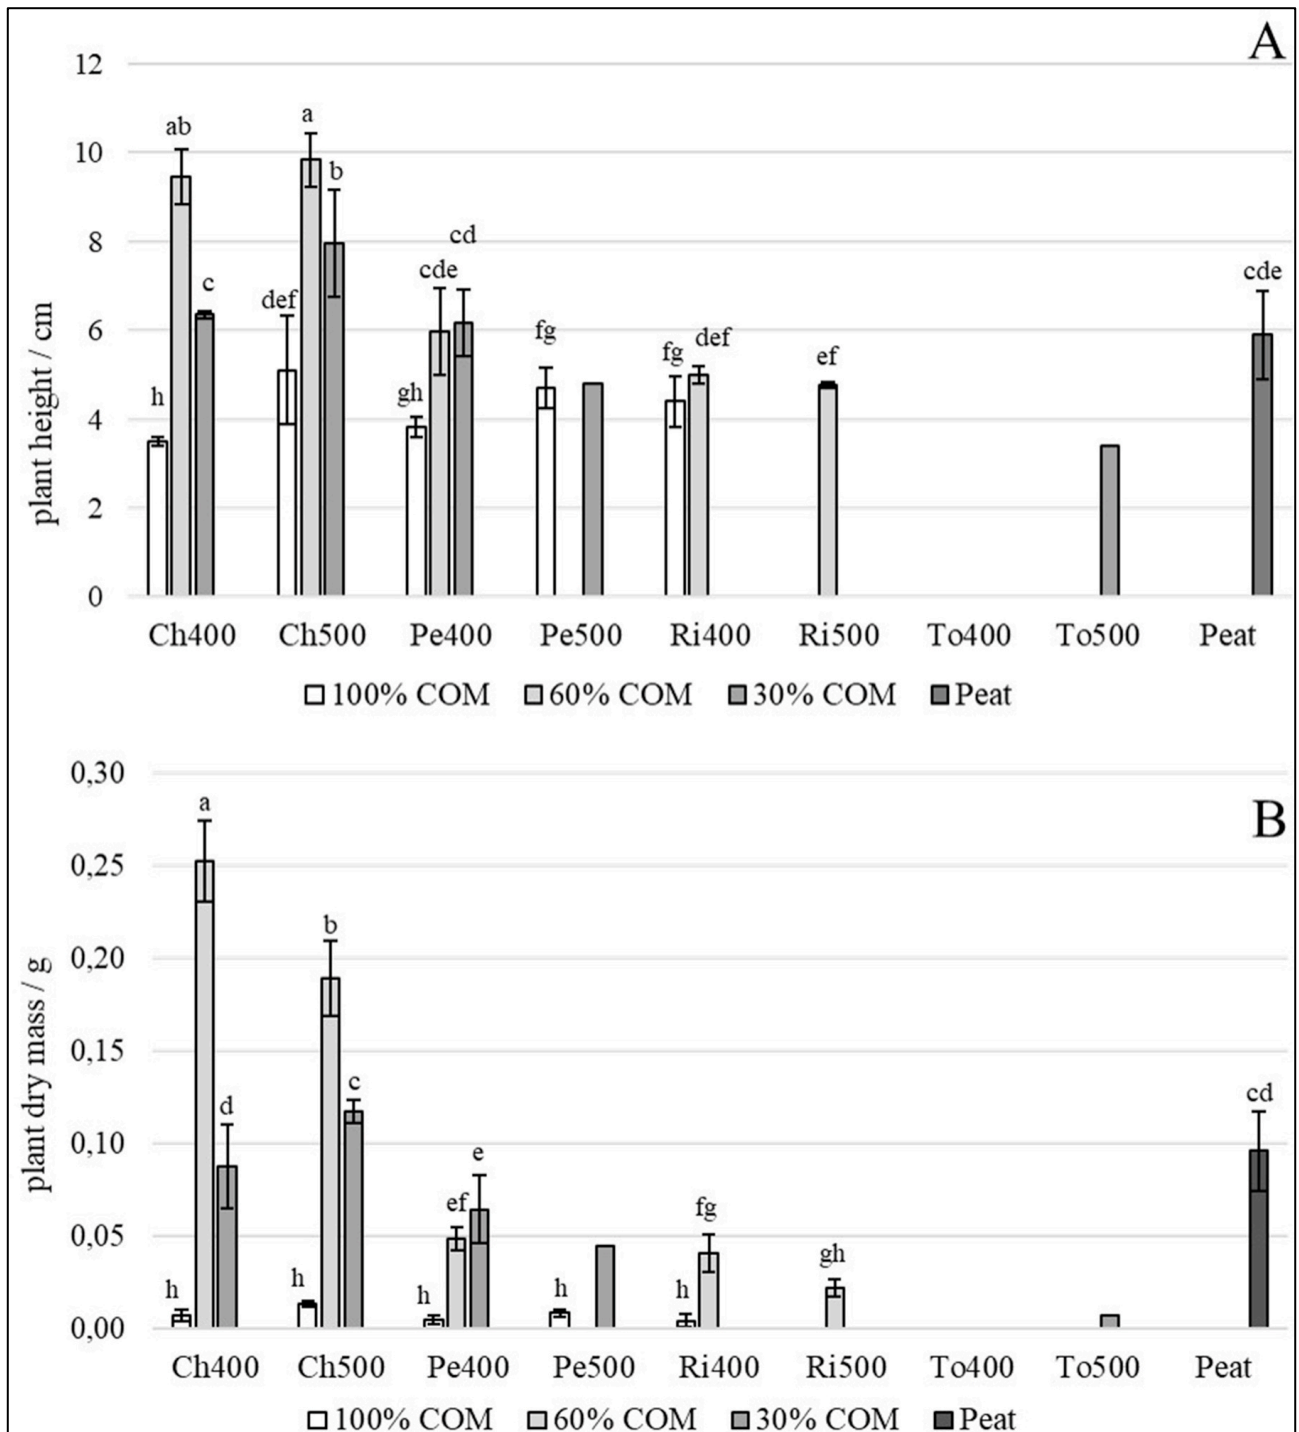 A
12
10
8
6
4
2
0
plant height / cm
h
ab
c
def
a
b
gh
cde
cd
fg
fg
def
ef
cde
Ch400 Ch500 Pe400 Pe500 Ri400 Ri500 To400 To500 Peat
100% COM 60% COM 30% COM Peat
B
0,30
0,25
0,20
0,15
0,10
0,05
0,00
plant dry mass / g
h
a
d
h
b
c
h
ef
e
h
h
fg
gh
cd
Ch400 Ch500 Pe400 Pe500 Ri400 Ri500 To400 To500 Peat
100% COM 60% COM 30% COM Peat